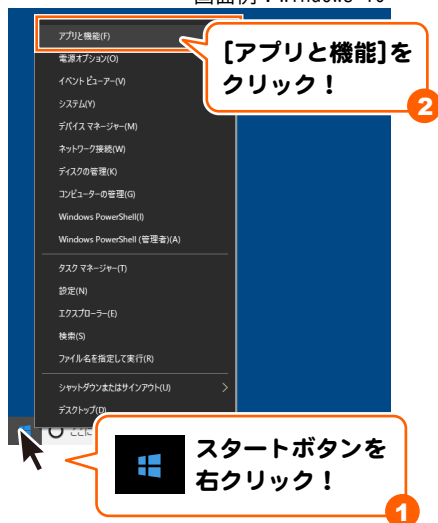 画面例：Windows 10
アプリと機能(F)
電源オプション(O)
イベント ビューアー(V)
システム(Y)
デバイス マネージャー(M)
ネットワーク接続(W)
ディスクの管理(K)
コンピューターの管理(G)
Windows PowerShell(I)
Windows PowerShell (管理者)(A)
タスク マネージャー(T)
設定(N)
エクスプローラー(E)
検索(S)
ファイル名を指定して実行(R)
シャットダウンまたはサインアウト(U)
デスクトップ(D)
ここに
[アプリと機能]を
クリック！
2
スタートボタンを
右クリック！
1